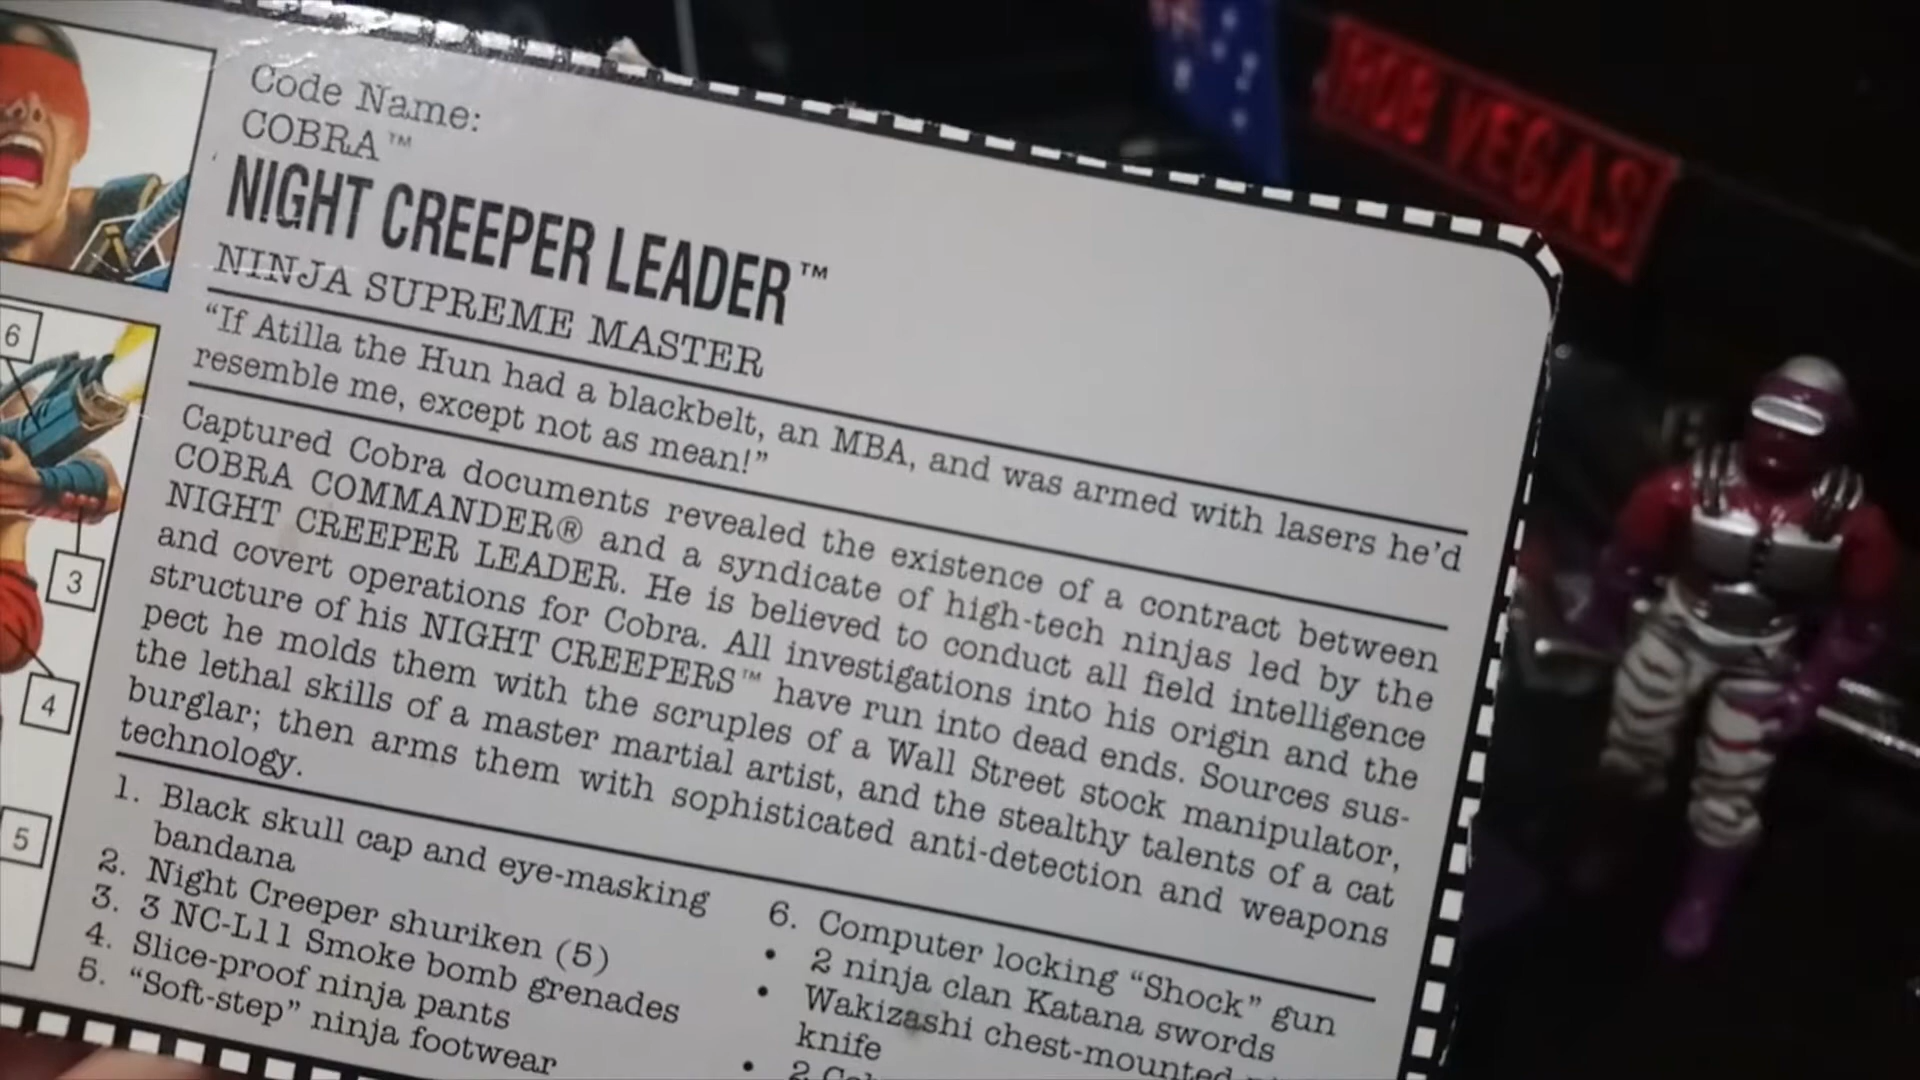 Code Name:
COBRA™
NIGHT CREEPER LEADER™
NINJA SUPREME MASTER
“If Atilla the Hun had a blackbelt, an MBA, and was armed with lasers he’d
resemble me, except not as mean!”
Captured Cobra documents revealed the existence of a contract between
COBRA COMMANDER® and a syndicate of high-tech ninjas led by the
NIGHT CREEPER LEADER. He is believed to conduct all field intelligence
and covert operations for Cobra. All investigations into his origin and the
structure of his NIGHT CREEPERS™ have run into dead ends. Sources sus-
pect he molds them with the scruples of a Wall Street stock manipulator,
the lethal skills of a master martial artist, and the stealthy talents of a cat
burglar; then arms them with sophisticated anti-detection and weapons
technology.
1. Black skull cap and eye-masking
bandana
2. Night Creeper shuriken (5)
3. 3 NC-L11 Smoke bomb grenades
4. Slice-proof ninja pants
5. “Soft-step” ninja footwear
6. Computer locking “Shock” gun
• 2 ninja clan Katana swords
• Wakizashi chest-mounted
knife
• 2
6
3
4
5
ROB VEGAS